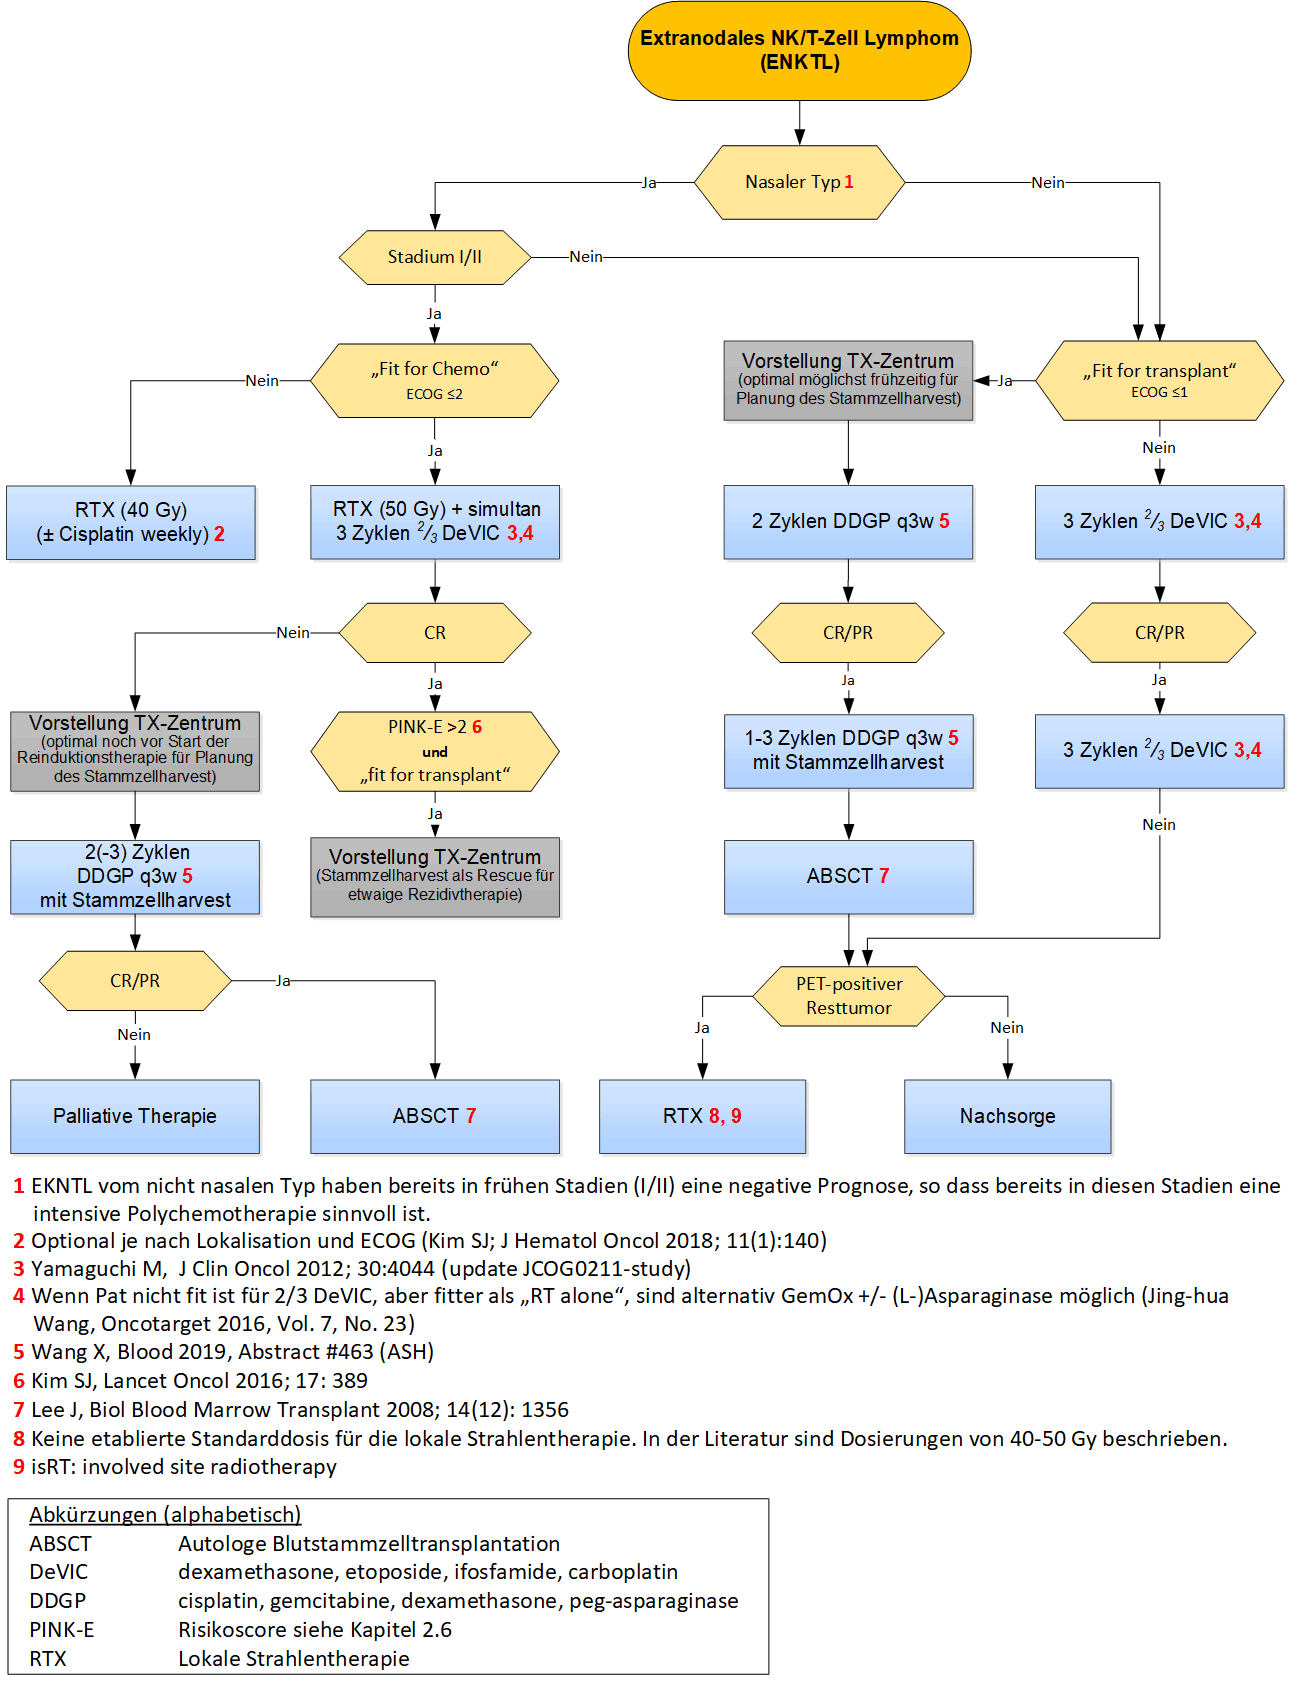 Extranodales NK/T-Zell Lymphom
(ENKTL)
Nasaler Typ 1
Ja
Nein
Stadium I/II
Nein
Ja
„Fit for Chemo“
ECOG ≤2
Nein
Ja
Vorstellung TX-Zentrum
(optimal möglichst frühzeitig für
Planung des Stammzellharvest)
Ja
„Fit for transplant“
ECOG ≤1
Nein
RTX (40 Gy)
(± Cisplatin weekly) 2
RTX (50 Gy) + simultan
3 Zyklen 2/3 DeVIC 3,4
2 Zyklen DDGP q3w 5
3 Zyklen 2/3 DeVIC 3,4
Nein
CR
Ja
CR/PR
Ja
CR/PR
Ja
Vorstellung TX-Zentrum
(optimal noch vor Start der
Reinduktionstherapie für Planung
des Stammzellharvest)
PINK-E >2 6
und
„fit for transplant“
Ja
1-3 Zyklen DDGP q3w 5
mit Stammzellharvest
3 Zyklen 2/3 DeVIC 3,4
Nein
2(-3) Zyklen
DDGP q3w 5
mit Stammzellharvest
Vorstellung TX-Zentrum
(Stammzellharvest als Rescue für
etwaige Rezidivtherapie)
ABSCT 7
CR/PR
Ja
Nein
PET-positiver
Resttumor
Ja
Nein
Palliative Therapie
ABSCT 7
RTX 8, 9
Nachsorge
1 EKNTL vom nicht nasalen Typ haben bereits in frühen Stadien (I/II) eine negative Prognose, so dass bereits in diesen Stadien eine
intensive Polychemotherapie sinnvoll ist.
2 Optional je nach Lokalisation und ECOG (Kim SJ; J Hematol Oncol 2018; 11(1):140)
3 Yamaguchi M, J Clin Oncol 2012; 30:4044 (update JCOG0211-study)
4 Wenn Pat nicht fit ist für 2/3 DeVIC, aber fitter als „RT alone“, sind alternativ GemOx +/- (L-)Asparaginase möglich (Jing-hua
Wang, Oncotarget 2016, Vol. 7, No. 23)
5 Wang X, Blood 2019, Abstract #463 (ASH)
6 Kim SJ, Lancet Oncol 2016; 17: 389
7 Lee J, Biol Blood Marrow Transplant 2008; 14(12): 1356
8 Keine etablierte Standarddosis für die lokale Strahlentherapie. In der Literatur sind Dosierungen von 40-50 Gy beschrieben.
9 isRT: involved site radiotherapy
Abkürzungen (alphabetisch)
ABSCT Autologe Blutstammzelltransplantation
DeVIC dexamethasone, etoposide, ifosfamide, carboplatin
DDGP cisplatin, gemcitabine, dexamethasone, peg-asparaginase
PINK-E Risikoscore siehe Kapitel 2.6
RTX Lokale Strahlentherapie